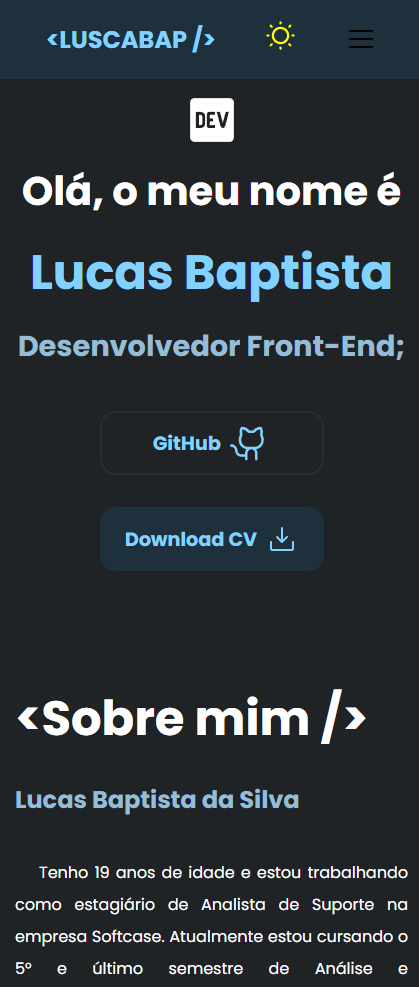 <LUSCABAP />
DEV
Olá, o meu nome é
Lucas Baptista
Desenvolvedor Front-End;
GitHub
Download CV
<Sobre mim />
Lucas Baptista da Silva
Tenho 19 anos de idade e estou trabalhando
como estagiário de Analista de Suporte na
empresa Softcase. Atualmente estou cursando o
5º e último semestre de Análise e